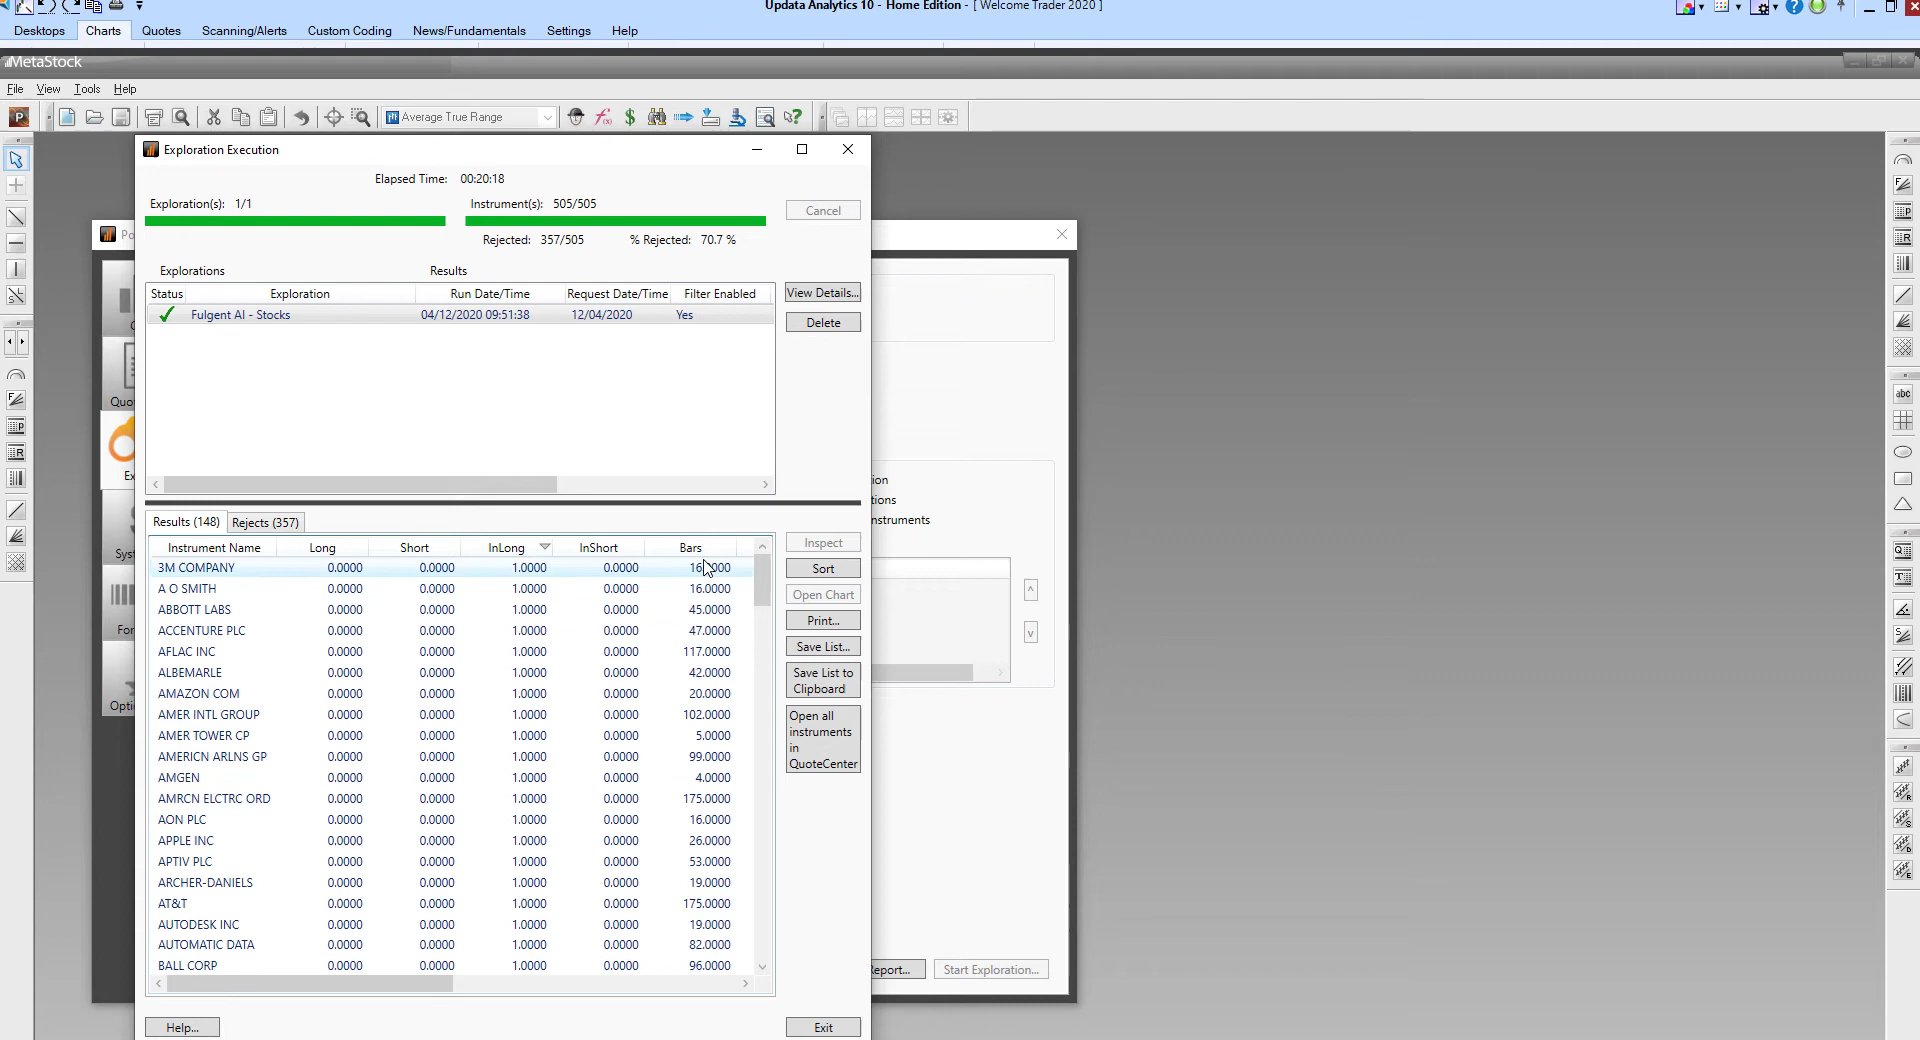 Updata Analytics 10 - Home Edition - [ Welcome Trader 2020 ]
Desktops Charts Quotes Scanning/Alerts Custom Coding News/Fundamentals Settings Help
MetaStock
File View Tools Help
P Average True Range
Exploration Execution
Elapsed Time: 00:20:18
Exploration(s): 1/1 Instrument(s): 505/505
Cancel
Rejected: 357/505 % Rejected: 70.7 %
Po
Explorations Results
Status Exploration Run Date/Time Request Date/Time Filter Enabled
View Details...
Fulgent AI - Stocks 04/12/2020 09:51:38 12/04/2020 Yes
Delete
Quo
Ex
ion
tions
nstruments
Results (148) Rejects (357)
Instrument Name Long Short InLong InShort Bars
Inspect
3M COMPANY 0.0000 0.0000 1.0000 0.0000 16.0000
Sort
A O SMITH 0.0000 0.0000 1.0000 0.0000 16.0000
Open Chart
ABBOTT LABS 0.0000 0.0000 1.0000 0.0000 45.0000
Print...
ACCENTURE PLC 0.0000 0.0000 1.0000 0.0000 47.0000
Save List...
AFLAC INC 0.0000 0.0000 1.0000 0.0000 117.0000
Save List to
Clipboard
ALBEMARLE 0.0000 0.0000 1.0000 0.0000 42.0000
AMAZON COM 0.0000 0.0000 1.0000 0.0000 20.0000
AMER INTL GROUP 0.0000 0.0000 1.0000 0.0000 102.0000
Open all
instruments
in
QuoteCenter
AMER TOWER CP 0.0000 0.0000 1.0000 0.0000 5.0000
AMERICN ARLNS GP 0.0000 0.0000 1.0000 0.0000 99.0000
AMGEN 0.0000 0.0000 1.0000 0.0000 4.0000
AMRCN ELCTRC ORD 0.0000 0.0000 1.0000 0.0000 175.0000
AON PLC 0.0000 0.0000 1.0000 0.0000 16.0000
APPLE INC 0.0000 0.0000 1.0000 0.0000 26.0000
APTIV PLC 0.0000 0.0000 1.0000 0.0000 53.0000
ARCHER-DANIELS 0.0000 0.0000 1.0000 0.0000 19.0000
AT&T 0.0000 0.0000 1.0000 0.0000 175.0000
AUTODESK INC 0.0000 0.0000 1.0000 0.0000 19.0000
AUTOMATIC DATA 0.0000 0.0000 1.0000 0.0000 82.0000
BALL CORP 0.0000 0.0000 1.0000 0.0000 96.0000
Syst
For
Opti
Report... Start Exploration...
Help... Exit
abc